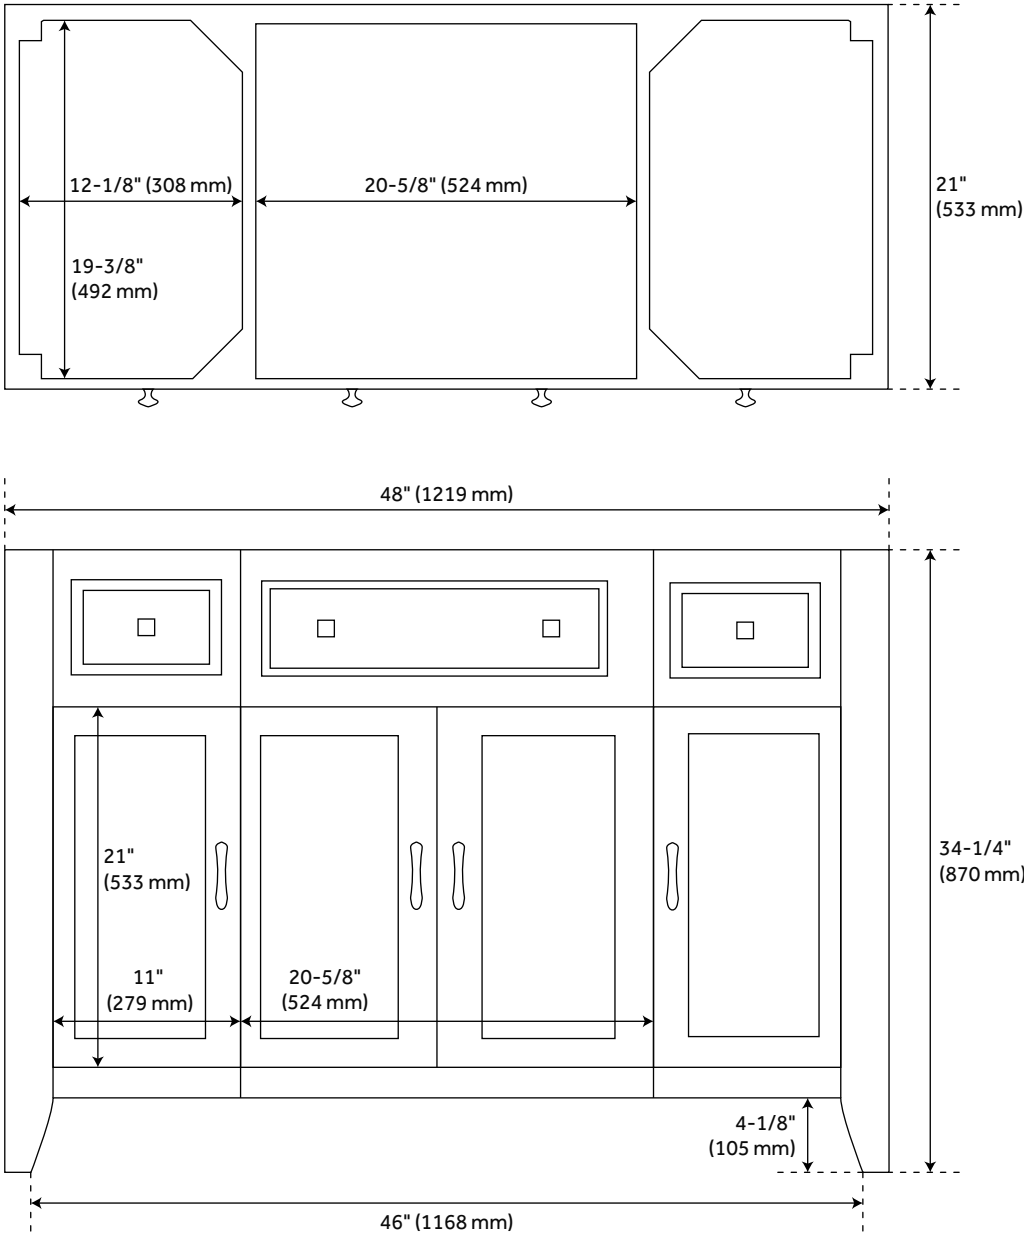 12-1/8" (308 mm)
20-5/8" (524 mm)
21"
(533 mm)
19-3/8"
(492 mm)
48" (1219 mm)
21"
(533 mm)
34-1/4"
(870 mm)
11"
(279 mm)
20-5/8"
(524 mm)
4-1/8"
(105 mm)
46" (1168 mm)